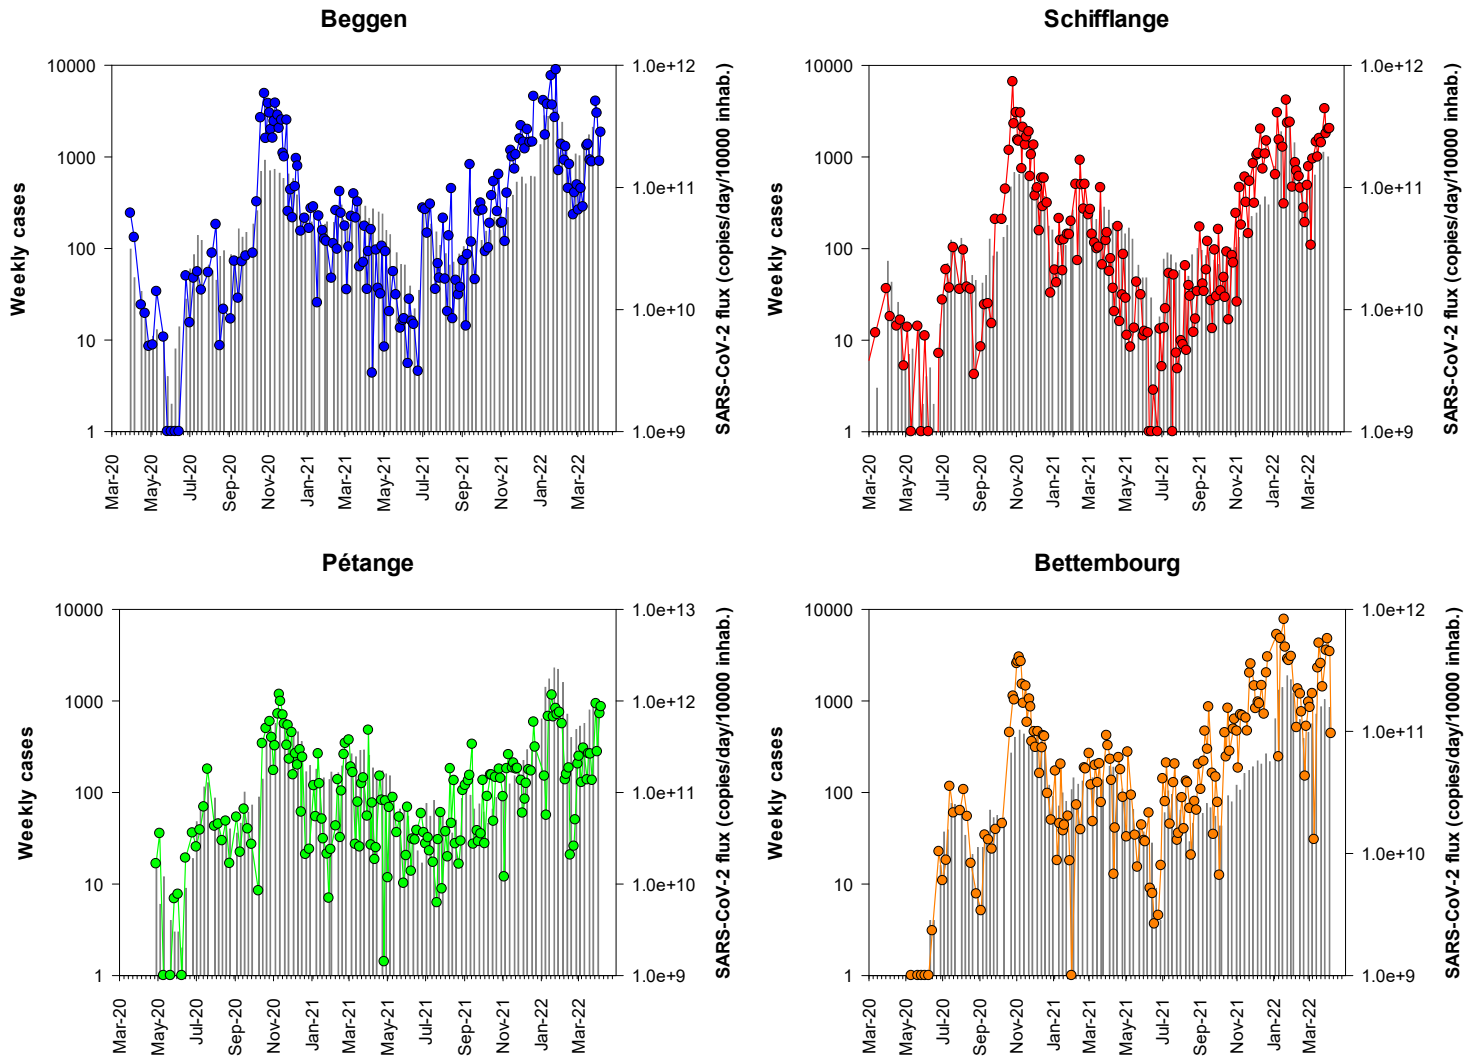 Beggen
Weekly cases
10000
1000
100
10
1
1.0e+12
1.0e+11
1.0e+10
1.0e+9
SARS-CoV-2 flux (copies/day/10000 inhab.)
Mar-20
May-20
Jul-20
Sep-20
Nov-20
Jan-21
Mar-21
May-21
Jul-21
Sep-21
Nov-21
Jan-22
Mar-22
Schifflange
Weekly cases
10000
1000
100
10
1
1.0e+12
1.0e+11
1.0e+10
1.0e+9
SARS-CoV-2 flux (copies/day/10000 inhab.)
Mar-20
May-20
Jul-20
Sep-20
Nov-20
Jan-21
Mar-21
May-21
Jul-21
Sep-21
Nov-21
Jan-22
Mar-22
Pétange
Weekly cases
10000
1000
100
10
1
1.0e+13
1.0e+12
1.0e+11
1.0e+10
1.0e+9
SARS-CoV-2 flux (copies/day/10000 inhab.)
Mar-20
May-20
Jul-20
Sep-20
Nov-20
Jan-21
Mar-21
May-21
Jul-21
Sep-21
Nov-21
Jan-22
Mar-22
Bettembourg
Weekly cases
10000
1000
100
10
1
1.0e+12
1.0e+11
1.0e+10
1.0e+9
SARS-CoV-2 flux (copies/day/10000 inhab.)
Mar-20
May-20
Jul-20
Sep-20
Nov-20
Jan-21
Mar-21
May-21
Jul-21
Sep-21
Nov-21
Jan-22
Mar-22